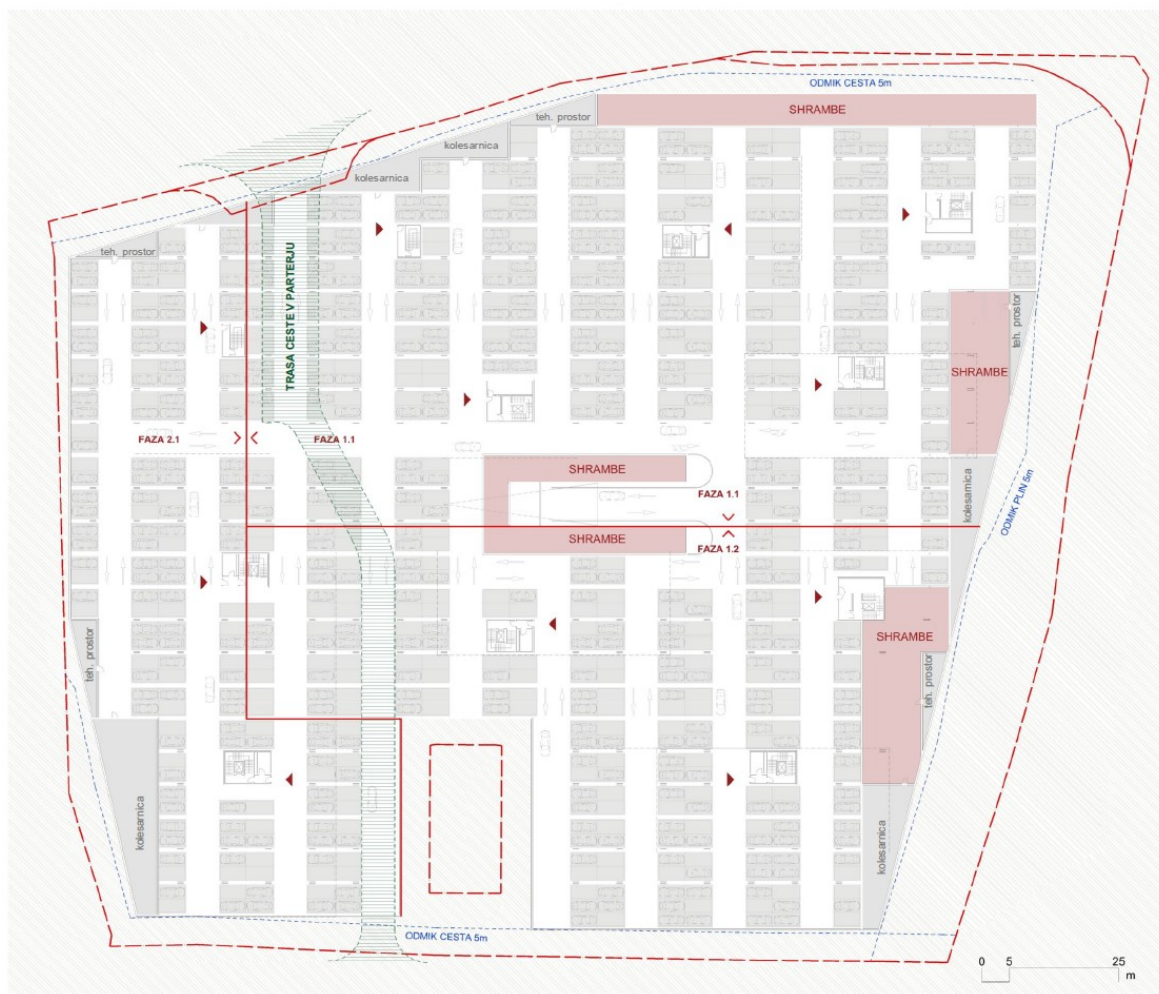 ODMIK CESTA 5m
SHRAMBE
teh. prostor
kolesarnica
kolesarnica
teh. prostor
TRASA CESTE V PARTERJU
teh. prostor
SHRAMBE
FAZA 2.1
FAZA 1.1
SHRAMBE
FAZA 1.1
kolesarnica
ODMIK PLIN 5m
SHRAMBE
FAZA 1.2
SHRAMBE
teh. prostor
teh. prostor
kolesarnica
kolesarnica
ODMIK CESTA 5m
0 5 25
m